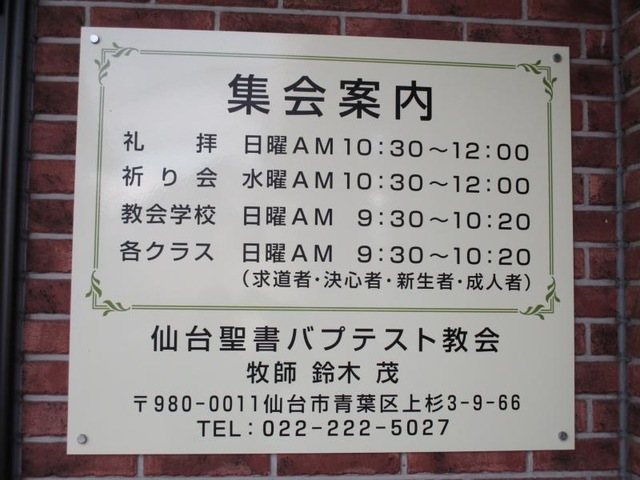 集会案内
礼　拝　日曜AM10：30～12：00
祈り会　水曜AM10：30～12：00
教会学校　日曜AM　9：30～10：20
各クラス　日曜AM　9：30～10：20
（求道者・決心者・新生者・成人者）
仙台聖書バプテスト教会
牧師 鈴木 茂
〒980-0011仙台市青葉区上杉3-9-66
TEL：022-222-5027